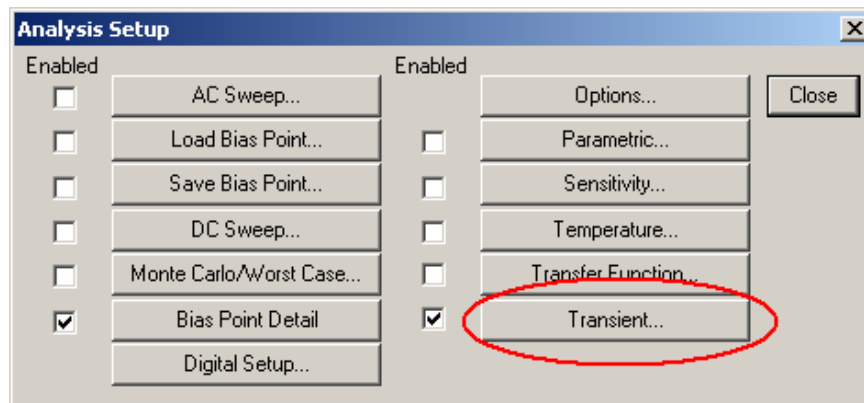 Analysis Setup
Enabled
Enabled
AC Sweep...
Options...
Close
Load Bias Point...
Parametric...
Save Bias Point...
Sensitivity...
DC Sweep...
Temperature...
Monte Carlo/Worst Case...
Transfer Function...
Bias Point Detail
Transient...
Digital Setup...